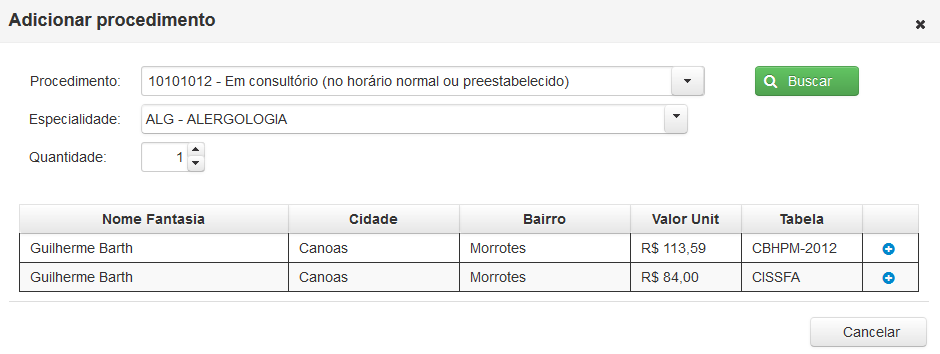 Adicionar procedimento
Procedimento: 10101012 - Em consultório (no horário normal ou preestabelecido) Buscar
Especialidade: ALG - ALERGOLOGIA
Quantidade: 1
Nome Fantasia Cidade Bairro Valor Unit Tabela
Guilherme Barth Canoas Morrotes R$ 113,59 CBHPM-2012
Guilherme Barth Canoas Morrotes R$ 84,00 CISSFA
Cancelar